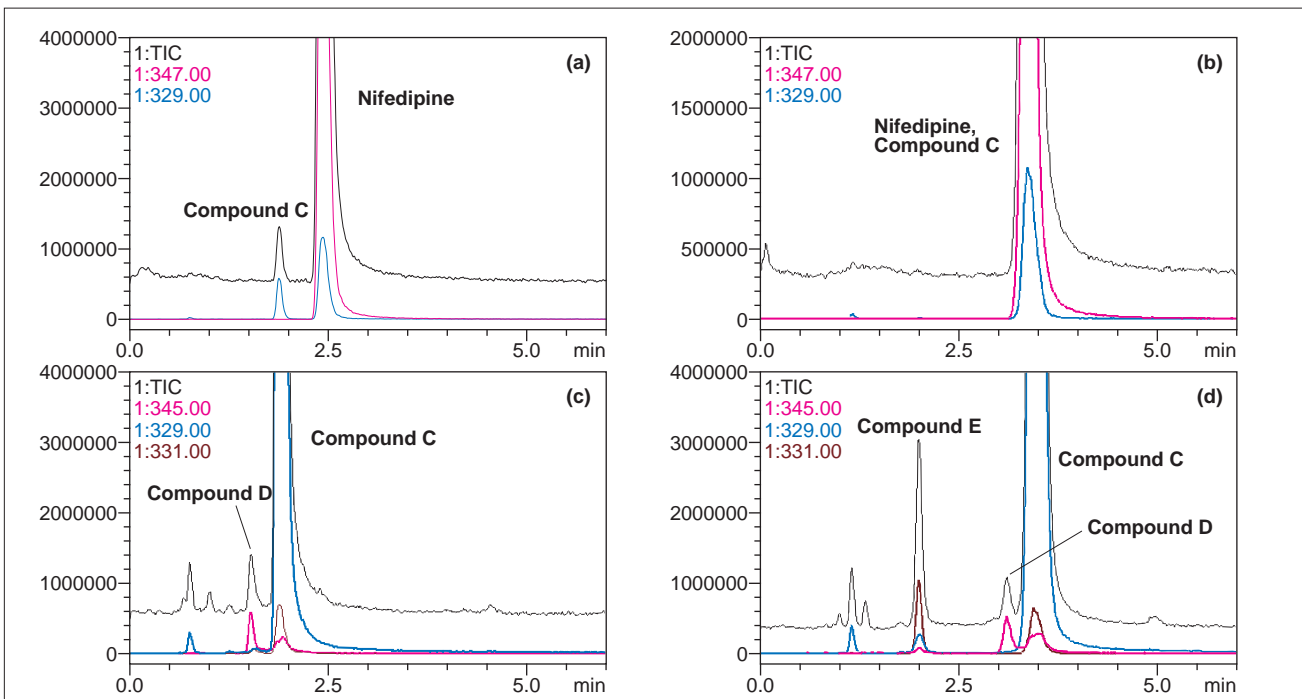 4000000
3000000
2000000
1000000
0
1:TIC
1:347.00
1:329.00
(a)
Nifedipine
Compound C
0.0
2.5
5.0
min
2000000
1500000
1000000
500000
0
1:TIC
1:347.00
1:329.00
(b)
Nifedipine,
Compound C
0.0
2.5
5.0
min
4000000
3000000
2000000
1000000
0
1:TIC
1:345.00
1:329.00
1:331.00
(c)
Compound C
Compound D
0.0
2.5
5.0
min
4000000
3000000
2000000
1000000
0
1:TIC
1:345.00
1:329.00
1:331.00
(d)
Compound E
Compound C
Compound D
0.0
2.5
5.0
min